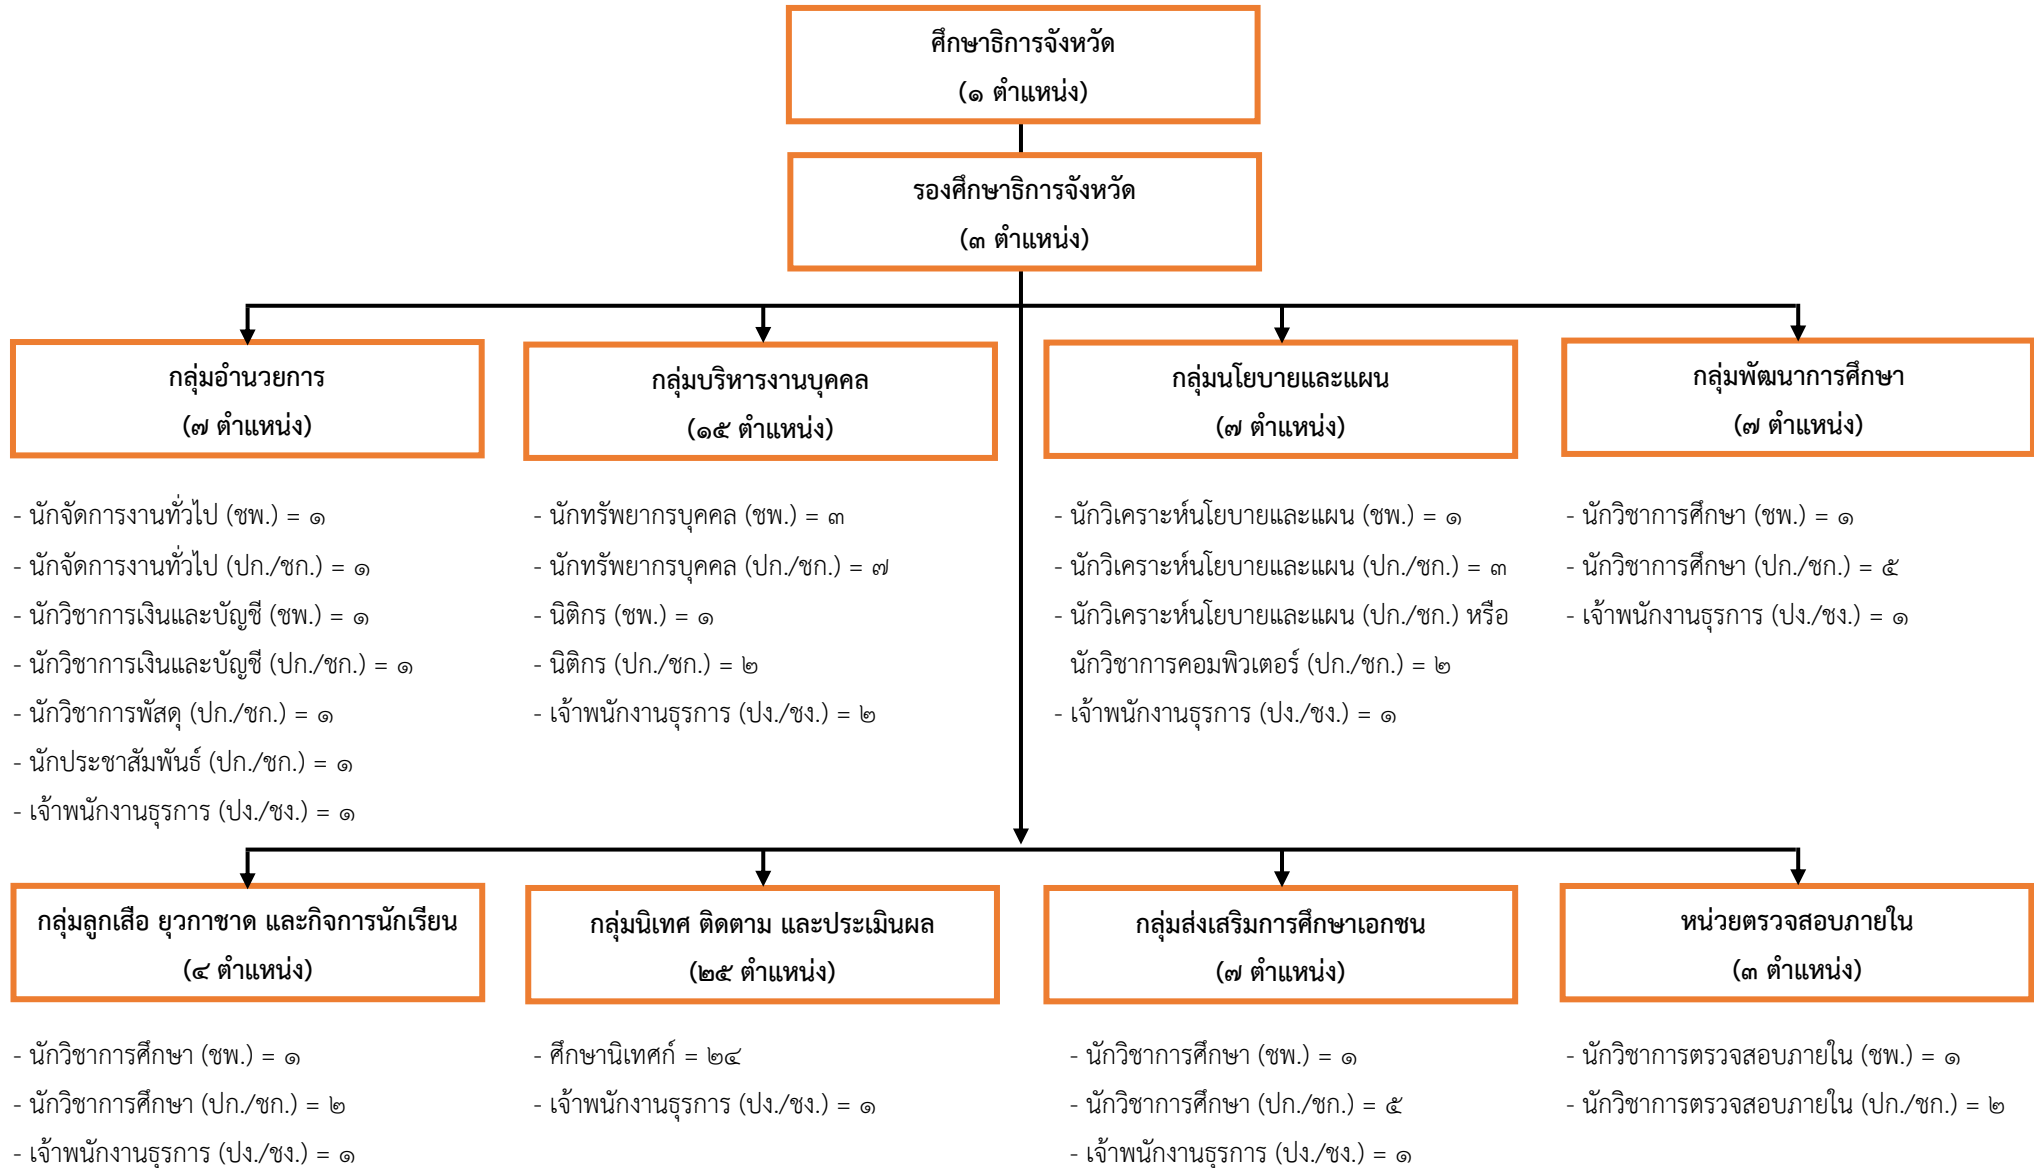 ศึกษาธิการจังหวัด
(๑ ตำแหน่ง)
รองศึกษาธิการจังหวัด
(๓ ตำแหน่ง)
กลุ่มอำนวยการ
(๗ ตำแหน่ง)
- นักจัดการงานทั่วไป (ชพ.) = ๑
- นักจัดการงานทั่วไป (ปก./ชก.) = ๑
- นักวิชาการเงินและบัญชี (ชพ.) = ๑
- นักวิชาการเงินและบัญชี (ปก./ชก.) = ๑
- นักวิชาการพัสดุ (ปก./ชก.) = ๑
- นักประชาสัมพันธ์ (ปก./ชก.) = ๑
- เจ้าพนักงานธุรการ (ปง./ชง.) = ๑
กลุ่มบริหารงานบุคคล
(๑๕ ตำแหน่ง)
- นักทรัพยากรบุคคล (ชพ.) = ๓
- นักทรัพยากรบุคคล (ปก./ชก.) = ๗
- นิติกร (ชพ.) = ๑
- นิติกร (ปก./ชก.) = ๒
- เจ้าพนักงานธุรการ (ปง./ชง.) = ๒
กลุ่มนโยบายและแผน
(๗ ตำแหน่ง)
- นักวิเคราะห์นโยบายและแผน (ชพ.) = ๑
- นักวิเคราะห์นโยบายและแผน (ปก./ชก.) = ๓
- นักวิเคราะห์นโยบายและแผน (ปก./ชก.) หรือ
นักวิชาการคอมพิวเตอร์ (ปก./ชก.) = ๒
- เจ้าพนักงานธุรการ (ปง./ชง.) = ๑
กลุ่มพัฒนาการศึกษา
(๗ ตำแหน่ง)
- นักวิชาการศึกษา (ชพ.) = ๑
- นักวิชาการศึกษา (ปก./ชก.) = ๕
- เจ้าพนักงานธุรการ (ปง./ชง.) = ๑
กลุ่มลูกเสือ ยุวกาชาด และกิจการนักเรียน
(๔ ตำแหน่ง)
- นักวิชาการศึกษา (ชพ.) = ๑
- นักวิชาการศึกษา (ปก./ชก.) = ๒
- เจ้าพนักงานธุรการ (ปง./ชง.) = ๑
กลุ่มนิเทศ ติดตาม และประเมินผล
(๒๕ ตำแหน่ง)
- ศึกษานิเทศก์ = ๒๔
- เจ้าพนักงานธุรการ (ปง./ชง.) = ๑
กลุ่มส่งเสริมการศึกษาเอกชน
(๗ ตำแหน่ง)
- นักวิชาการศึกษา (ชพ.) = ๑
- นักวิชาการศึกษา (ปก./ชก.) = ๕
- เจ้าพนักงานธุรการ (ปง./ชง.) = ๑
หน่วยตรวจสอบภายใน
(๓ ตำแหน่ง)
- นักวิชาการตรวจสอบภายใน (ชพ.) = ๑
- นักวิชาการตรวจสอบภายใน (ปก./ชก.) = ๒